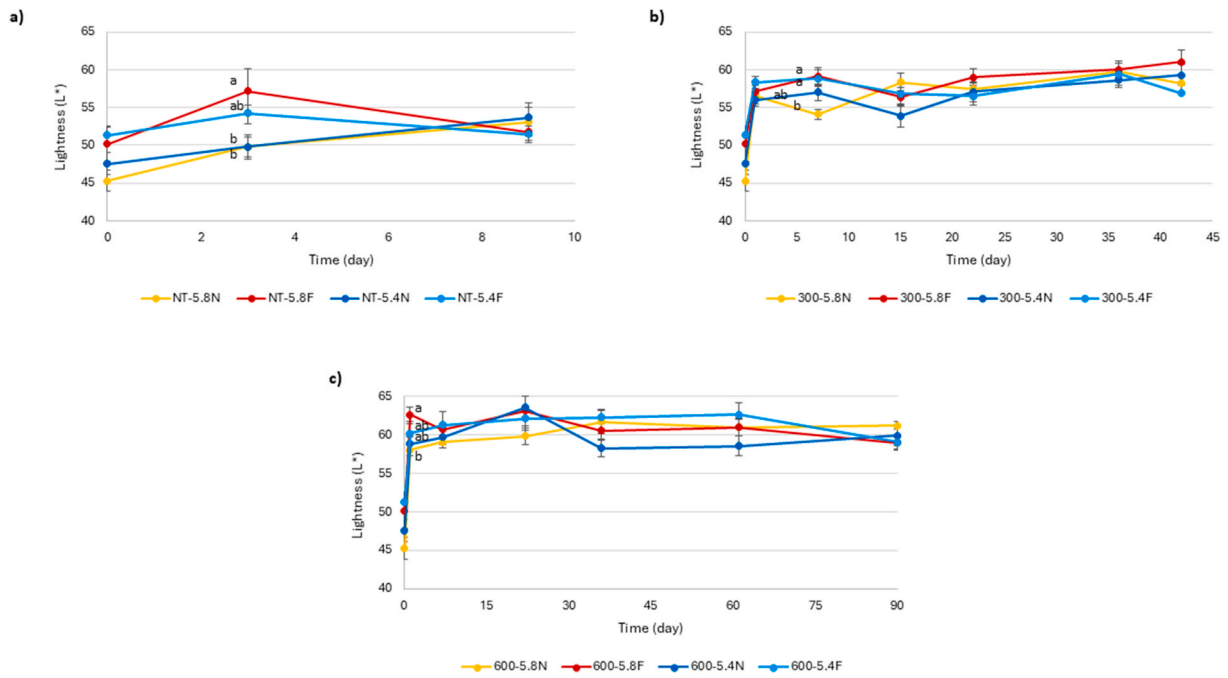 a)
65
60
55
50
45
40
Lightness (L*)
a
ab
b
b
0 2 4 6 8 10
Time (day)
NT-5.8N NT-5.8F NT-5.4N NT-5.4F
b)
65
60
55
50
45
40
Lightness (L*)
a
a
ab
b
0 5 10 15 20 25 30 35 40 45
Time (day)
300-5.8N 300-5.8F 300-5.4N 300-5.4F
c)
65
60
55
50
45
40
Lightness (L*)
a
ab
ab
b
0 15 30 45 60 75 90
Time (day)
600-5.8N 600-5.8F 600-5.4N 600-5.4F